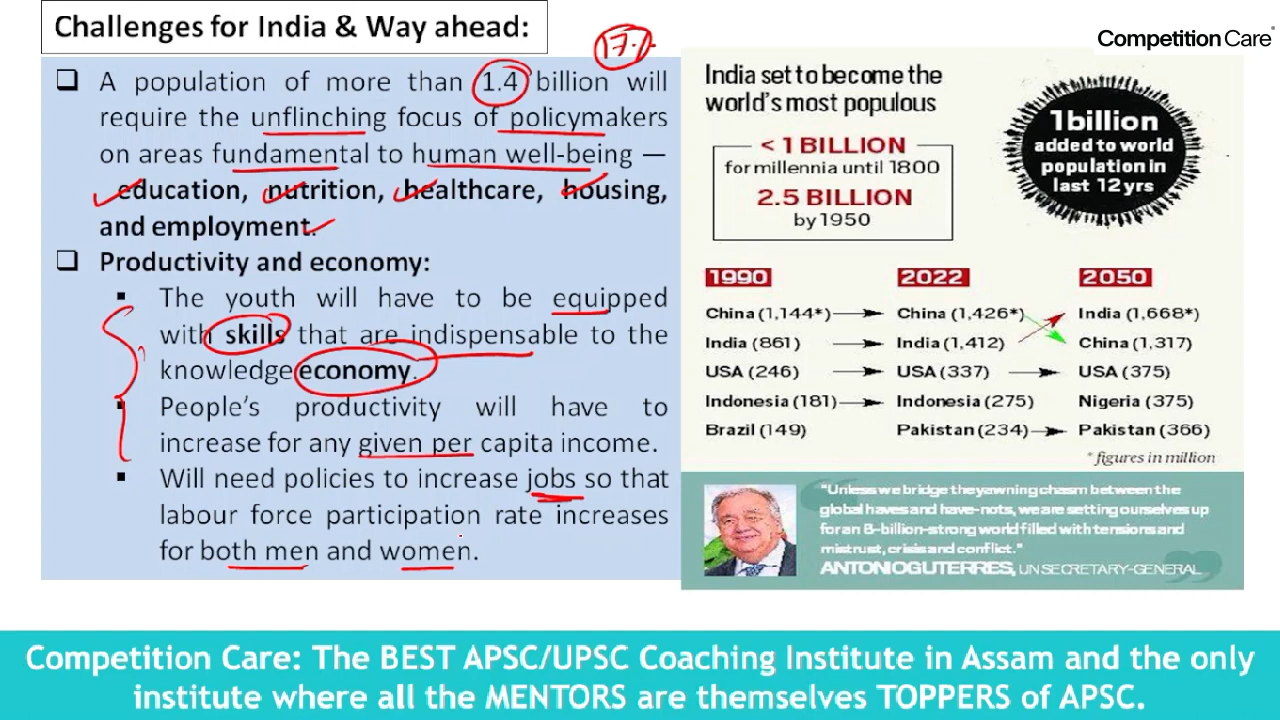 Challenges for India & Way ahead:
17%
Competition Care
A population of more than 1.4 billion will
require the unflinching focus of policymakers
on areas fundamental to human well-being —
education, nutrition, healthcare, housing,
and employment.
Productivity and economy:
The youth will have to be equipped
with skills that are indispensable to the
knowledge economy.
People's productivity will have to
increase for any given per capita income.
Will need policies to increase jobs so that
labour force participation rate increases
for both men and women.
India set to become the
world's most populous
< 1 BILLION
for millennia until 1800
2.5 BILLION
by 1950
1billion
added to world
population in
last 12 yrs
1990 2022 2050
China (1,144*) China (1,426*) India (1,668*)
India (861) India (1,412) China (1,317)
USA (246) USA (337) USA (375)
Indonesia (181) Indonesia (275) Nigeria (375)
Brazil (149) Pakistan (234) Pakistan (366)
* figures in million
"Unless we bridge the yawning chasm between the
global haves and have-nots, we are setting ourselves up
for an 8-billion-strong world filled with tensions and
mistrust, crisis and conflict."
ANTONIO GUTERRES, UN SECRETARY-GENERAL
Competition Care: The BEST APSC/UPSC Coaching Institute in Assam and the only
institute where all the MENTORS are themselves TOPPERS of APSC.